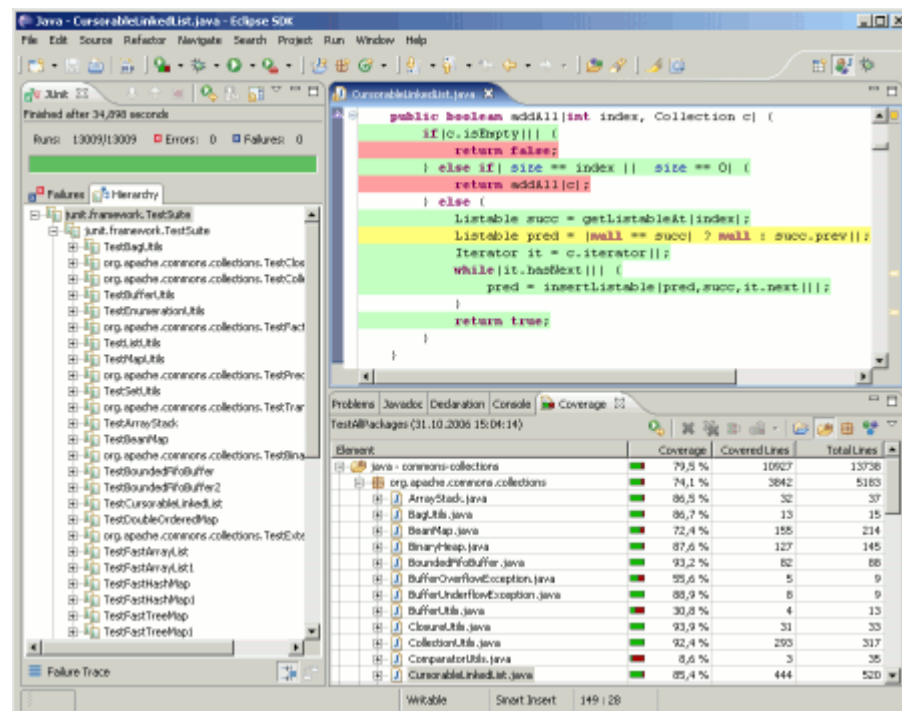 Java - CursorableLinkedList.java - Eclipse SDK
File Edit Source Refactor Navigate Search Project Run Window Help
JUnit
Finished after 34,898 seconds
Runs: 13009/13009 Errors: 0 Failures: 0
Failures Hierarchy
junit.framework.TestSuite
junit.framework.TestSuite
TestBagUtils
org.apache.commons.collections.TestClos
org.apache.commons.collections.TestColle
TestBufferUtils
TestEnumerationUtils
org.apache.commons.collections.TestFact
TestListUtils
TestMapUtils
org.apache.commons.collections.TestPrec
TestSetUtils
org.apache.commons.collections.TestTrar
TestArrayStack
TestBeanMap
org.apache.commons.collections.TestBina
TestBoundedFifoBuffer
TestBoundedFifoBuffer2
TestCursorableLinkedList
TestDoubleOrderedMap
org.apache.commons.collections.TestExte
TestFastArrayList
TestFastArrayList1
TestFastHashMap
TestFastHashMap1
TestFastTreeMap
TestFastTreeMap1
Failure Trace
CursorableLinkedList.java
public boolean addAll(int index, Collection c) {
if(c.isEmpty()) {
return false;
} else if(_size == index || _size == 0) {
return addAll(c);
} else {
Listable succ = getListableAt(index);
Listable pred = (null == succ) ? null : succ.prev();
Iterator it = c.iterator();
while(it.hasNext()) {
pred = insertListable(pred,succ,it.next());
}
return true;
}
}
Problems Javadoc Declaration Console Coverage
TestAllPackages (31.10.2006 15:04:14)
Element Coverage Covered Lines Total Lines
java - commons-collections 79,5 % 10927 13738
org.apache.commons.collections 74,1 % 3842 5183
ArrayStack.java 86,5 % 32 37
BagUtils.java 86,7 % 13 15
BeanMap.java 72,4 % 155 214
BinaryHeap.java 87,6 % 127 145
BoundedFifoBuffer.java 93,2 % 82 88
BufferOverflowException.java 55,6 % 5 9
BufferUnderflowException.java 88,9 % 8 9
BufferUtils.java 30,8 % 4 13
ClosureUtils.java 93,9 % 31 33
CollectionUtils.java 92,4 % 293 317
ComparatorUtils.java 8,6 % 3 35
CursorableLinkedList.java 85,4 % 444 520
Writable Smart Insert 149 : 28